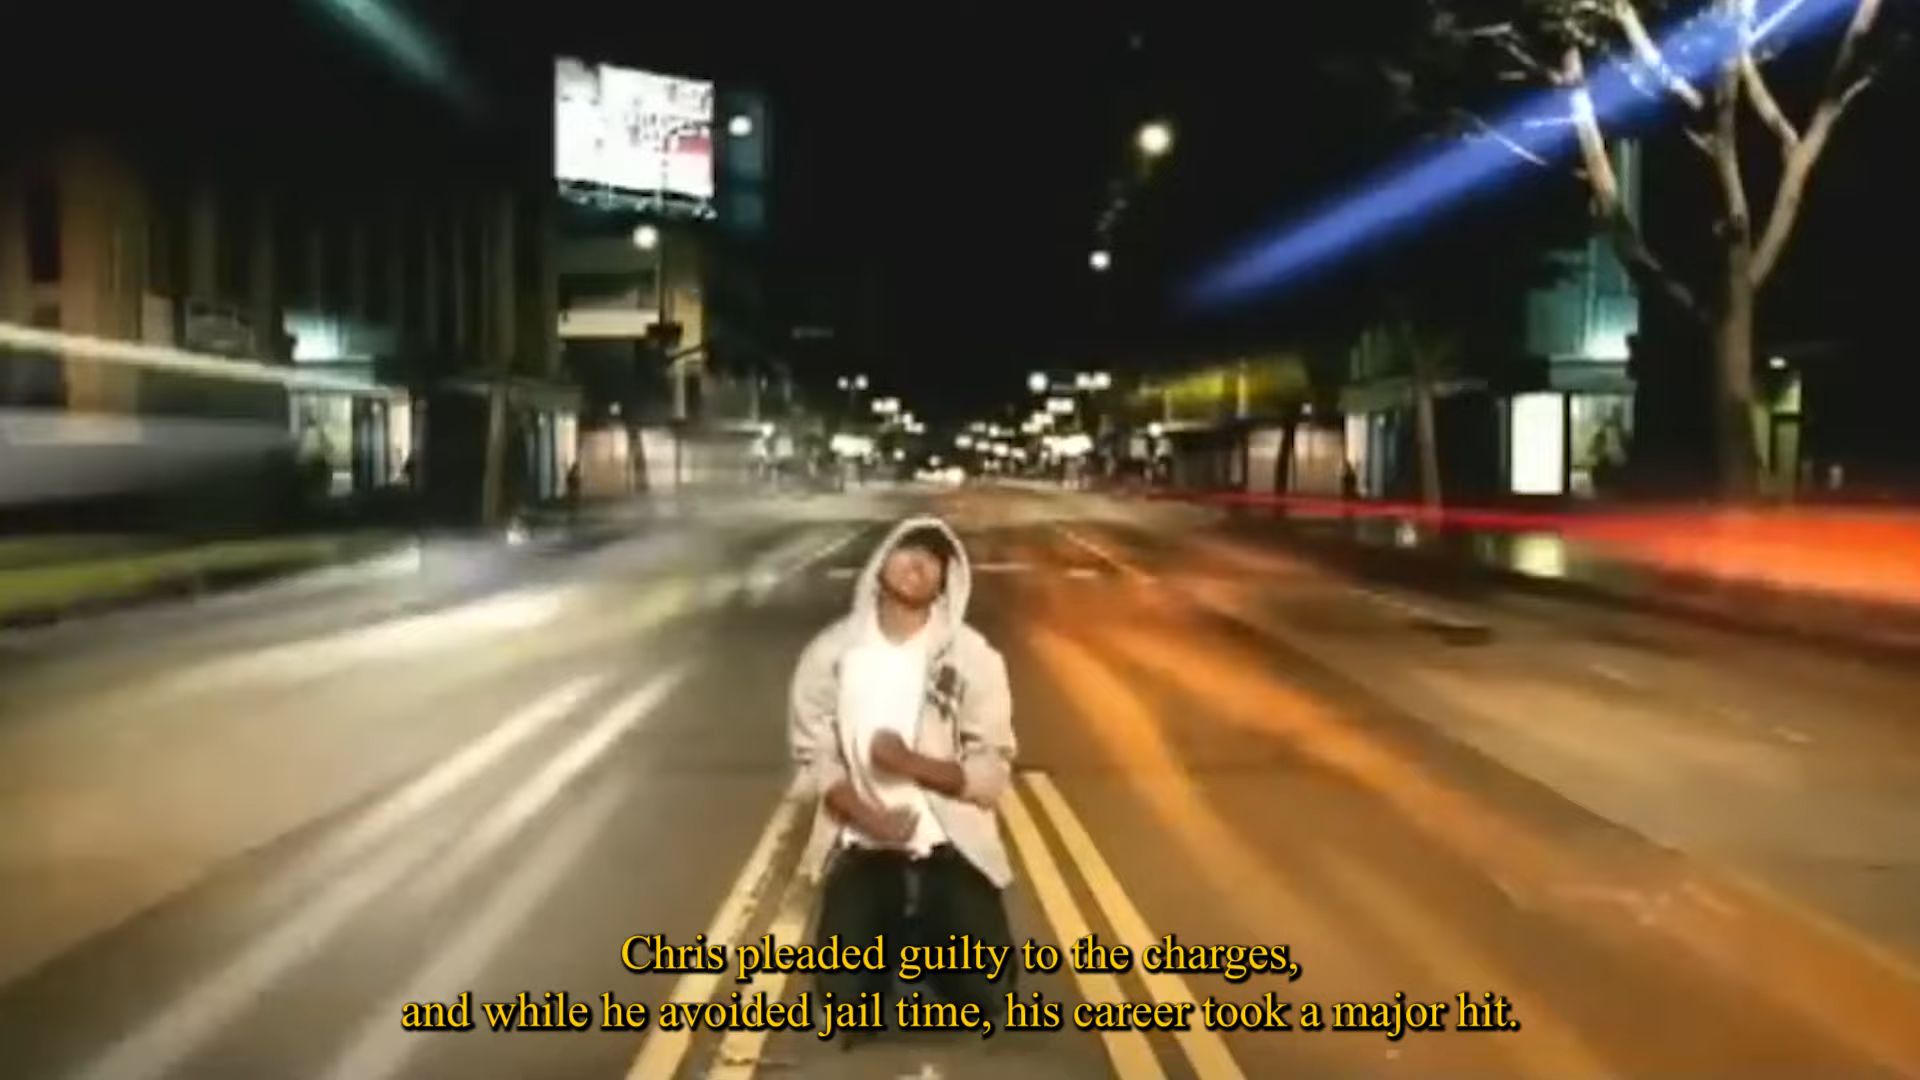 Chris pleaded guilty to the charges,
and while he avoided jail time, his career took a major hit.